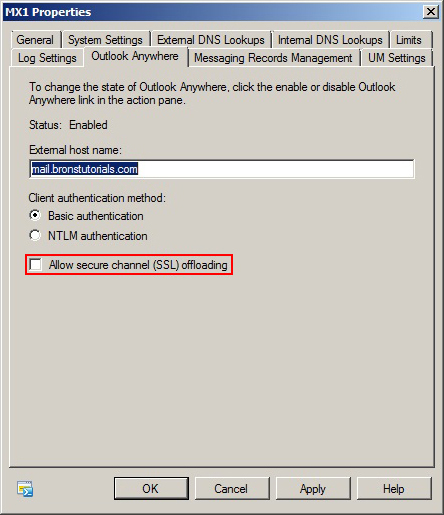 MX1 Properties
General System Settings External DNS Lookups Internal DNS Lookups Limits
Log Settings Outlook Anywhere Messaging Records Management UM Settings
To change the state of Outlook Anywhere, click the enable or disable Outlook
Anywhere link in the action pane.
Status: Enabled
External host name:
mail.bronstutorials.com
Client authentication method:
Basic authentication
NTLM authentication
Allow secure channel (SSL) offloading
OK Cancel Apply Help